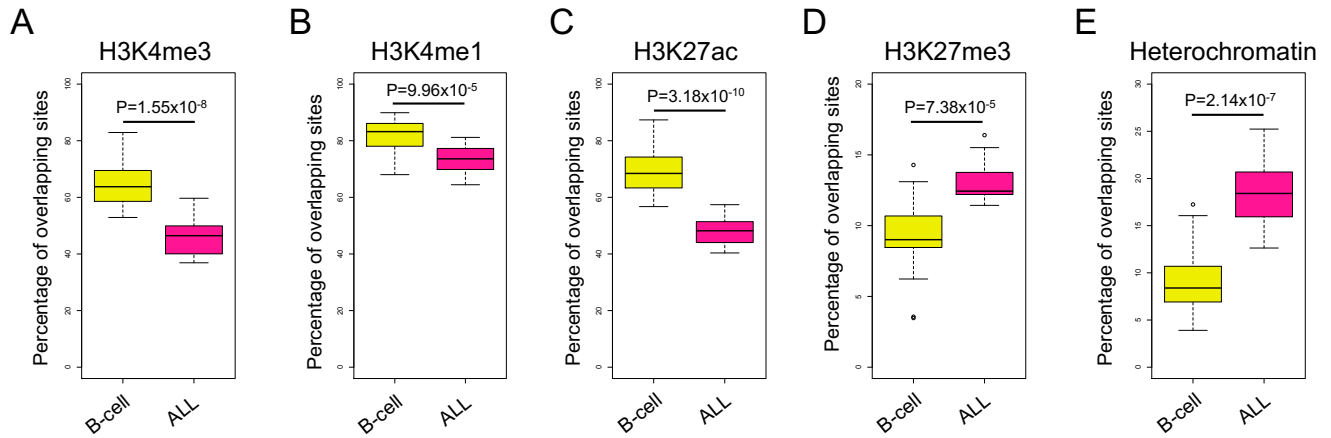 A
H3K4me3
Percentage of overlapping sites
100
80
60
40
20
0
P=1.55x10⁻⁸
B-cell
ALL
B
H3K4me1
Percentage of overlapping sites
100
80
60
40
20
0
P=9.96x10⁻⁵
B-cell
ALL
C
H3K27ac
Percentage of overlapping sites
100
80
60
40
20
0
P=3.18x10⁻¹⁰
B-cell
ALL
D
H3K27me3
Percentage of overlapping sites
20
15
10
5
0
P=7.38x10⁻⁵
B-cell
ALL
E
Heterochromatin
Percentage of overlapping sites
30
25
20
15
10
5
0
P=2.14x10⁻⁷
B-cell
ALL